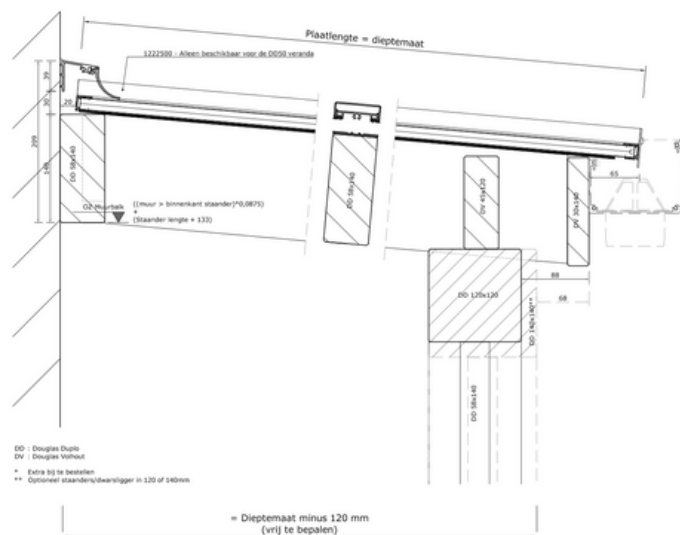 Plaatlengte = dieptemaat
1222500 - Alleen beschikbaar voor de DD50 veranda
39
30
20
209
149
DD 58x140
OZ Muurbalk
((muur > binnenkant staander)*0,0875)
+
(Staander lengte + 133)
DD 58x140
DV 45x120
DV 30x140
65
88
68
DD 120x120
DD 140x140**
DD 58x140
DD : Douglas Duplo
DV : Douglas Volhout
* Extra bij te bestellen
** Optioneel staanders/dwarsligger in 120 of 140mm
= Dieptemaat minus 120 mm
(vrij te bepalen)